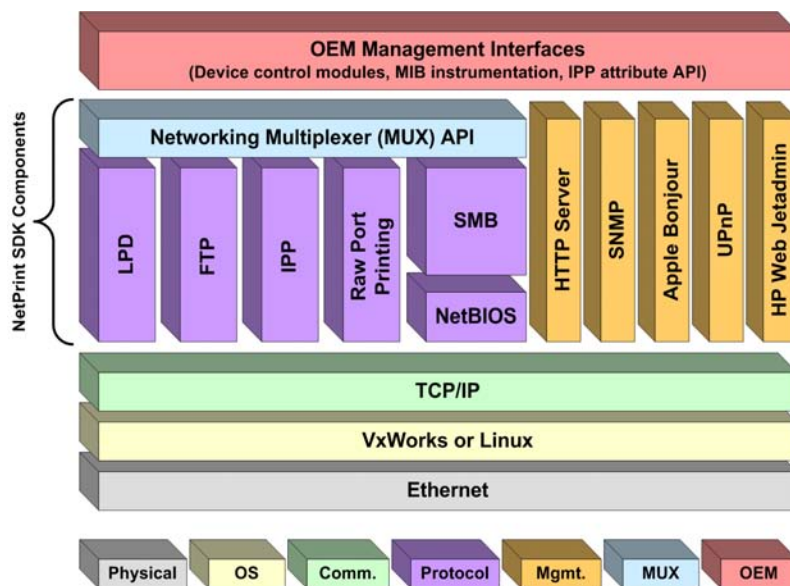 OEM Management Interfaces
(Device control modules, MIB instrumentation, IPP attribute API)
NetPrint SDK Components
Networking Multiplexer (MUX) API
LPD
FTP
IPP
Raw Port
Printing
SMB
NetBIOS
HTTP Server
SNMP
Apple Bonjour
UPnP
HP Web Jetadmin
TCP/IP
VxWorks or Linux
Ethernet
Physical
OS
Comm.
Protocol
Mgmt.
MUX
OEM